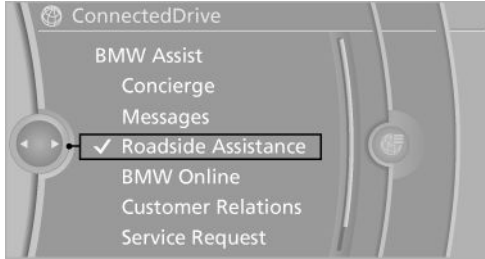 ConnectedDrive
BMW Assist
Concierge
Messages
Roadside Assistance
BMW Online
Customer Relations
Service Request